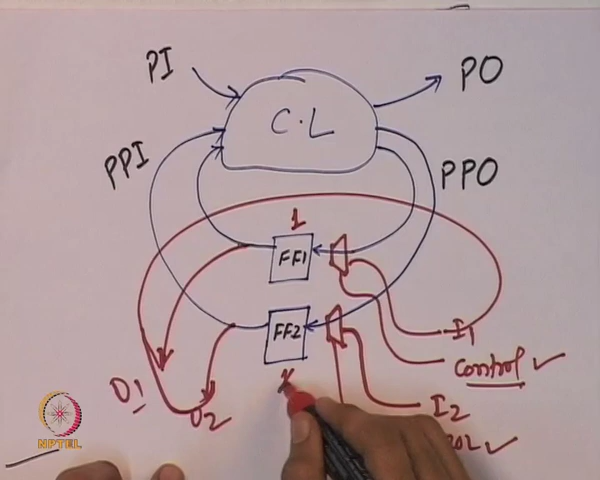 PI
PO
C.L
PPI
PPO
1
FF1
I1
FF2
control ✓
O1
O2
I2
NPTEL